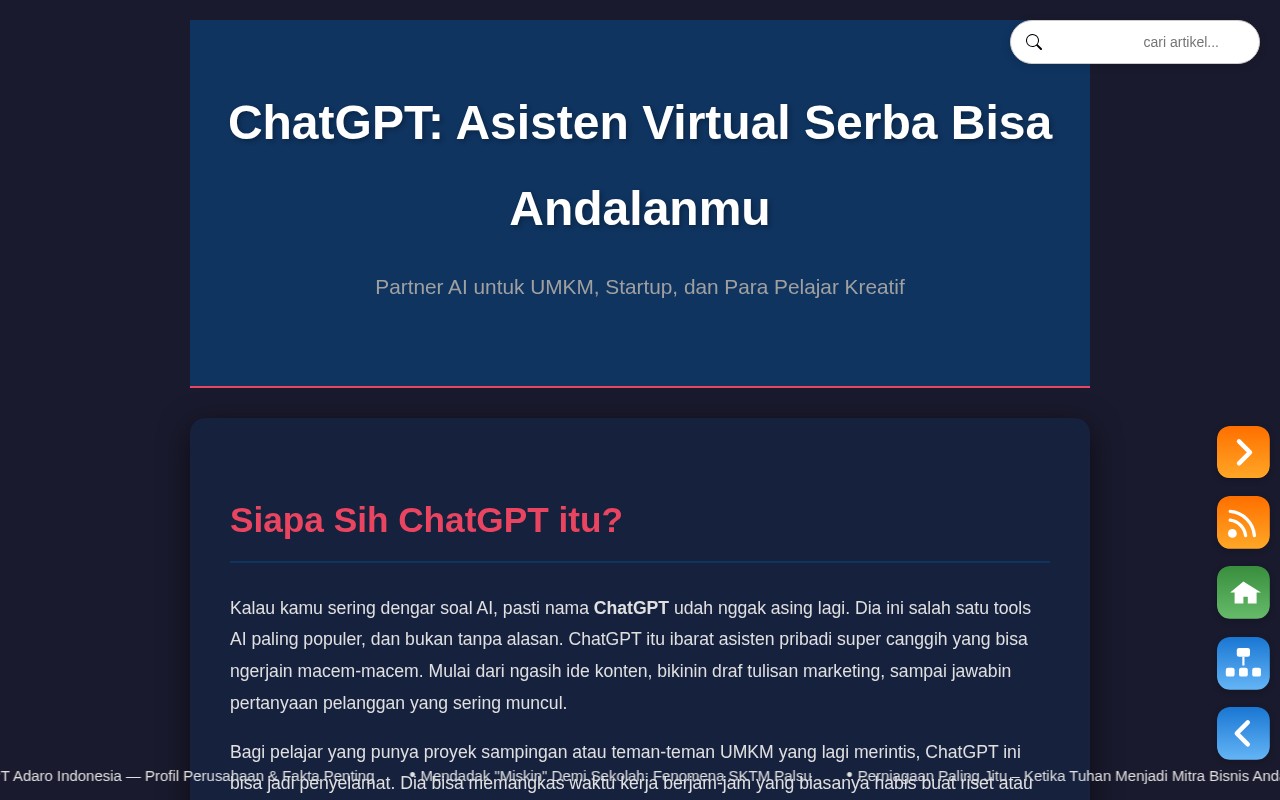 cari artikel...
ChatGPT: Asisten Virtual Serba Bisa
Andalanmu
Partner AI untuk UMKM, Startup, dan Para Pelajar Kreatif
Siapa Sih ChatGPT itu?
Kalau kamu sering dengar soal AI, pasti nama ChatGPT udah nggak asing lagi. Dia ini salah satu tools
AI paling populer, dan bukan tanpa alasan. ChatGPT itu ibarat asisten pribadi super canggih yang bisa
ngerjain macem-macem. Mulai dari ngasih ide konten, bikinin draf tulisan marketing, sampai jawabin
pertanyaan pelanggan yang sering muncul.
Bagi pelajar yang punya proyek sampingan atau teman-teman UMKM yang lagi merintis, ChatGPT ini
T Adaro Indonesia — Profil Perusahaan & Fakta Penting • Mendadak "Miskin" Demi Sekolah: Fenomena SKTM Palsu • Perniagaan Paling Jitu – Ketika Tuhan Menjadi Mitra Bisnis Anda
bisa jadi penyelamat. Dia bisa memangkas waktu kerja berjam-jam yang biasanya habis buat riset atau